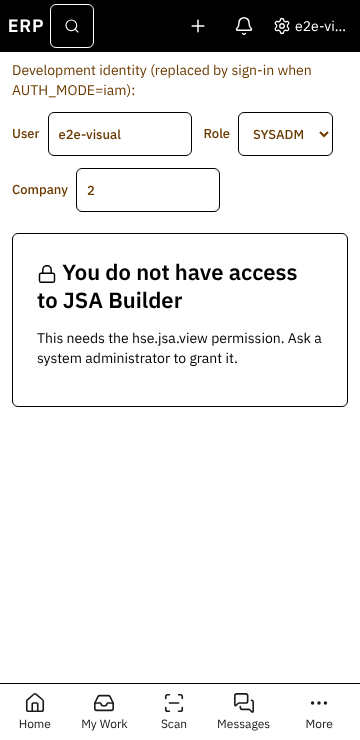 ERP
e2e-vi...
Development identity (replaced by sign-in when
AUTH_MODE=iam):
User
e2e-visual
Role
SYSADM
Company
2
You do not have access
to JSA Builder
This needs the hse.jsa.view permission. Ask a
system administrator to grant it.
Home
My Work
Scan
Messages
More